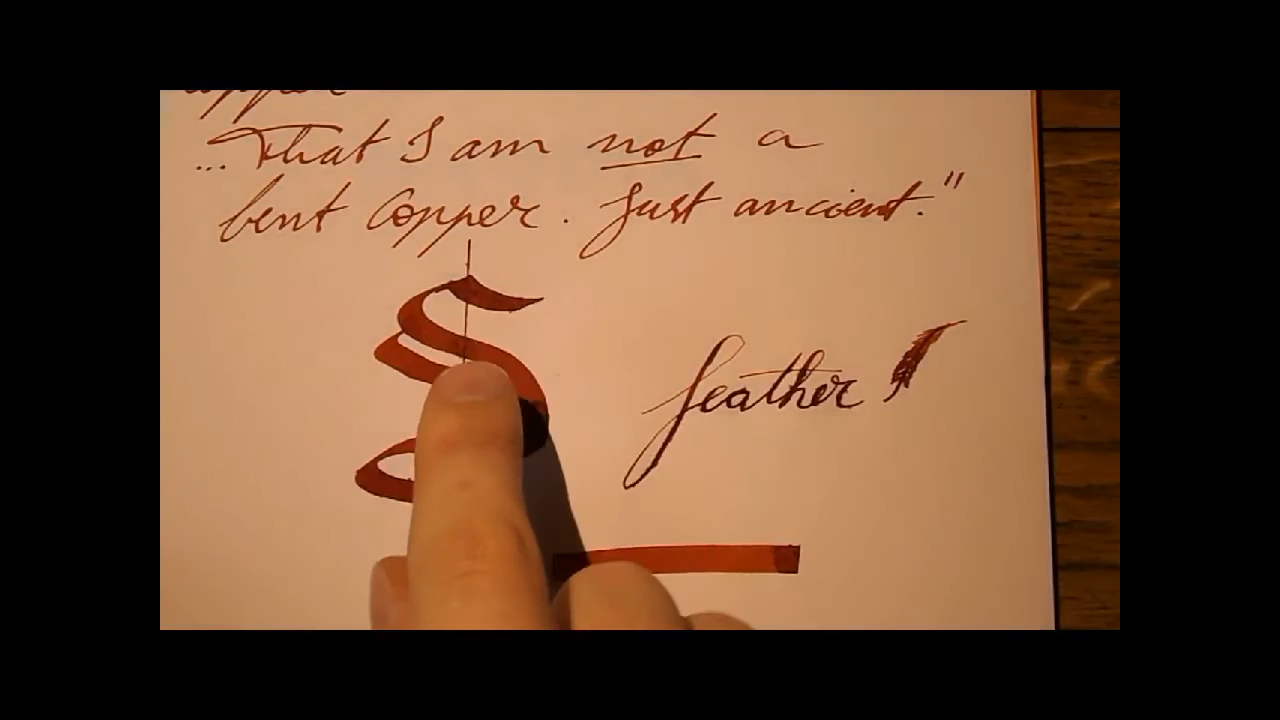 ...That I am not a
bent copper. Just ancient."
S
feather